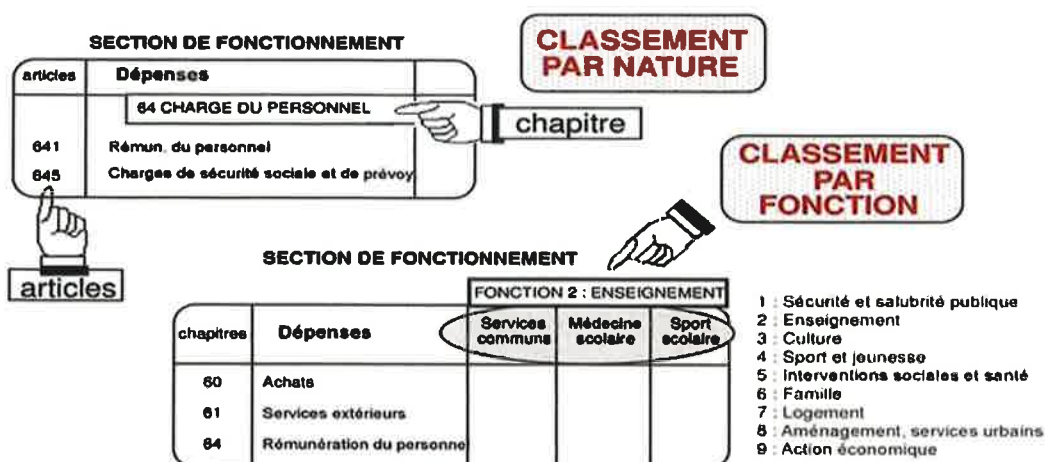 SECTION DE FONCTIONNEMENT
CLASSEMENT
PAR NATURE
articles Dépenses
64 CHARGE DU PERSONNEL
chapitre
641 Rémun. du personnel
645 Charges de sécurité sociale et de prévoy
articles
CLASSEMENT
PAR
FONCTION
SECTION DE FONCTIONNEMENT
FONCTION 2 : ENSEIGNEMENT
chapitres Dépenses Services communs Médecine scolaire Sport scolaire
60 Achats
61 Services extérieurs
64 Rémunération du personne
1 : Sécurité et salubrité publique
2 : Enseignement
3 : Culture
4 : Sport et jeunesse
5 : Interventions sociales et santé
6 : Famille
7 : Logement
8 : Aménagement, services urbains
9 : Action économique